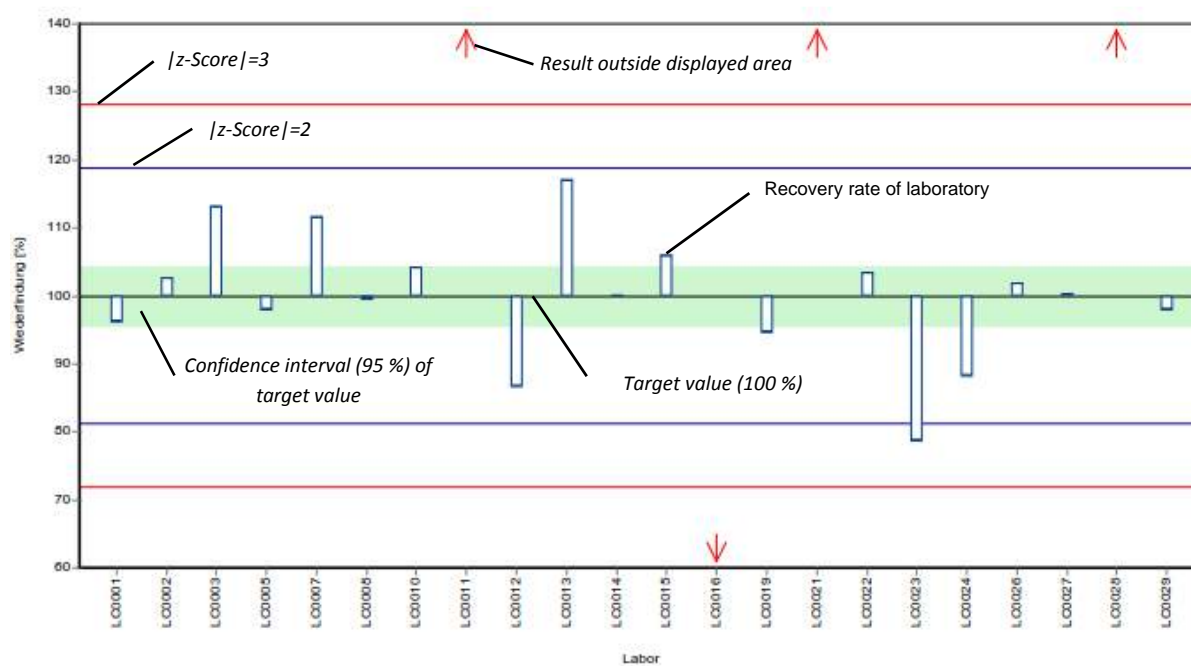 140
130
120
110
100
90
80
70
60
Wiederfindung [%]
|z-Score|=3
Result outside displayed area
|z-Score|=2
Recovery rate of laboratory
Confidence interval (95 %) of
target value
Target value (100 %)
LC0001
LC0002
LC0003
LC0005
LC0007
LC0008
LC0010
LC0011
LC0012
LC0013
LC0014
LC0015
LC0016
LC0019
LC0021
LC0022
LC0023
LC0024
LC0026
LC0027
LC0028
LC0029
Labor